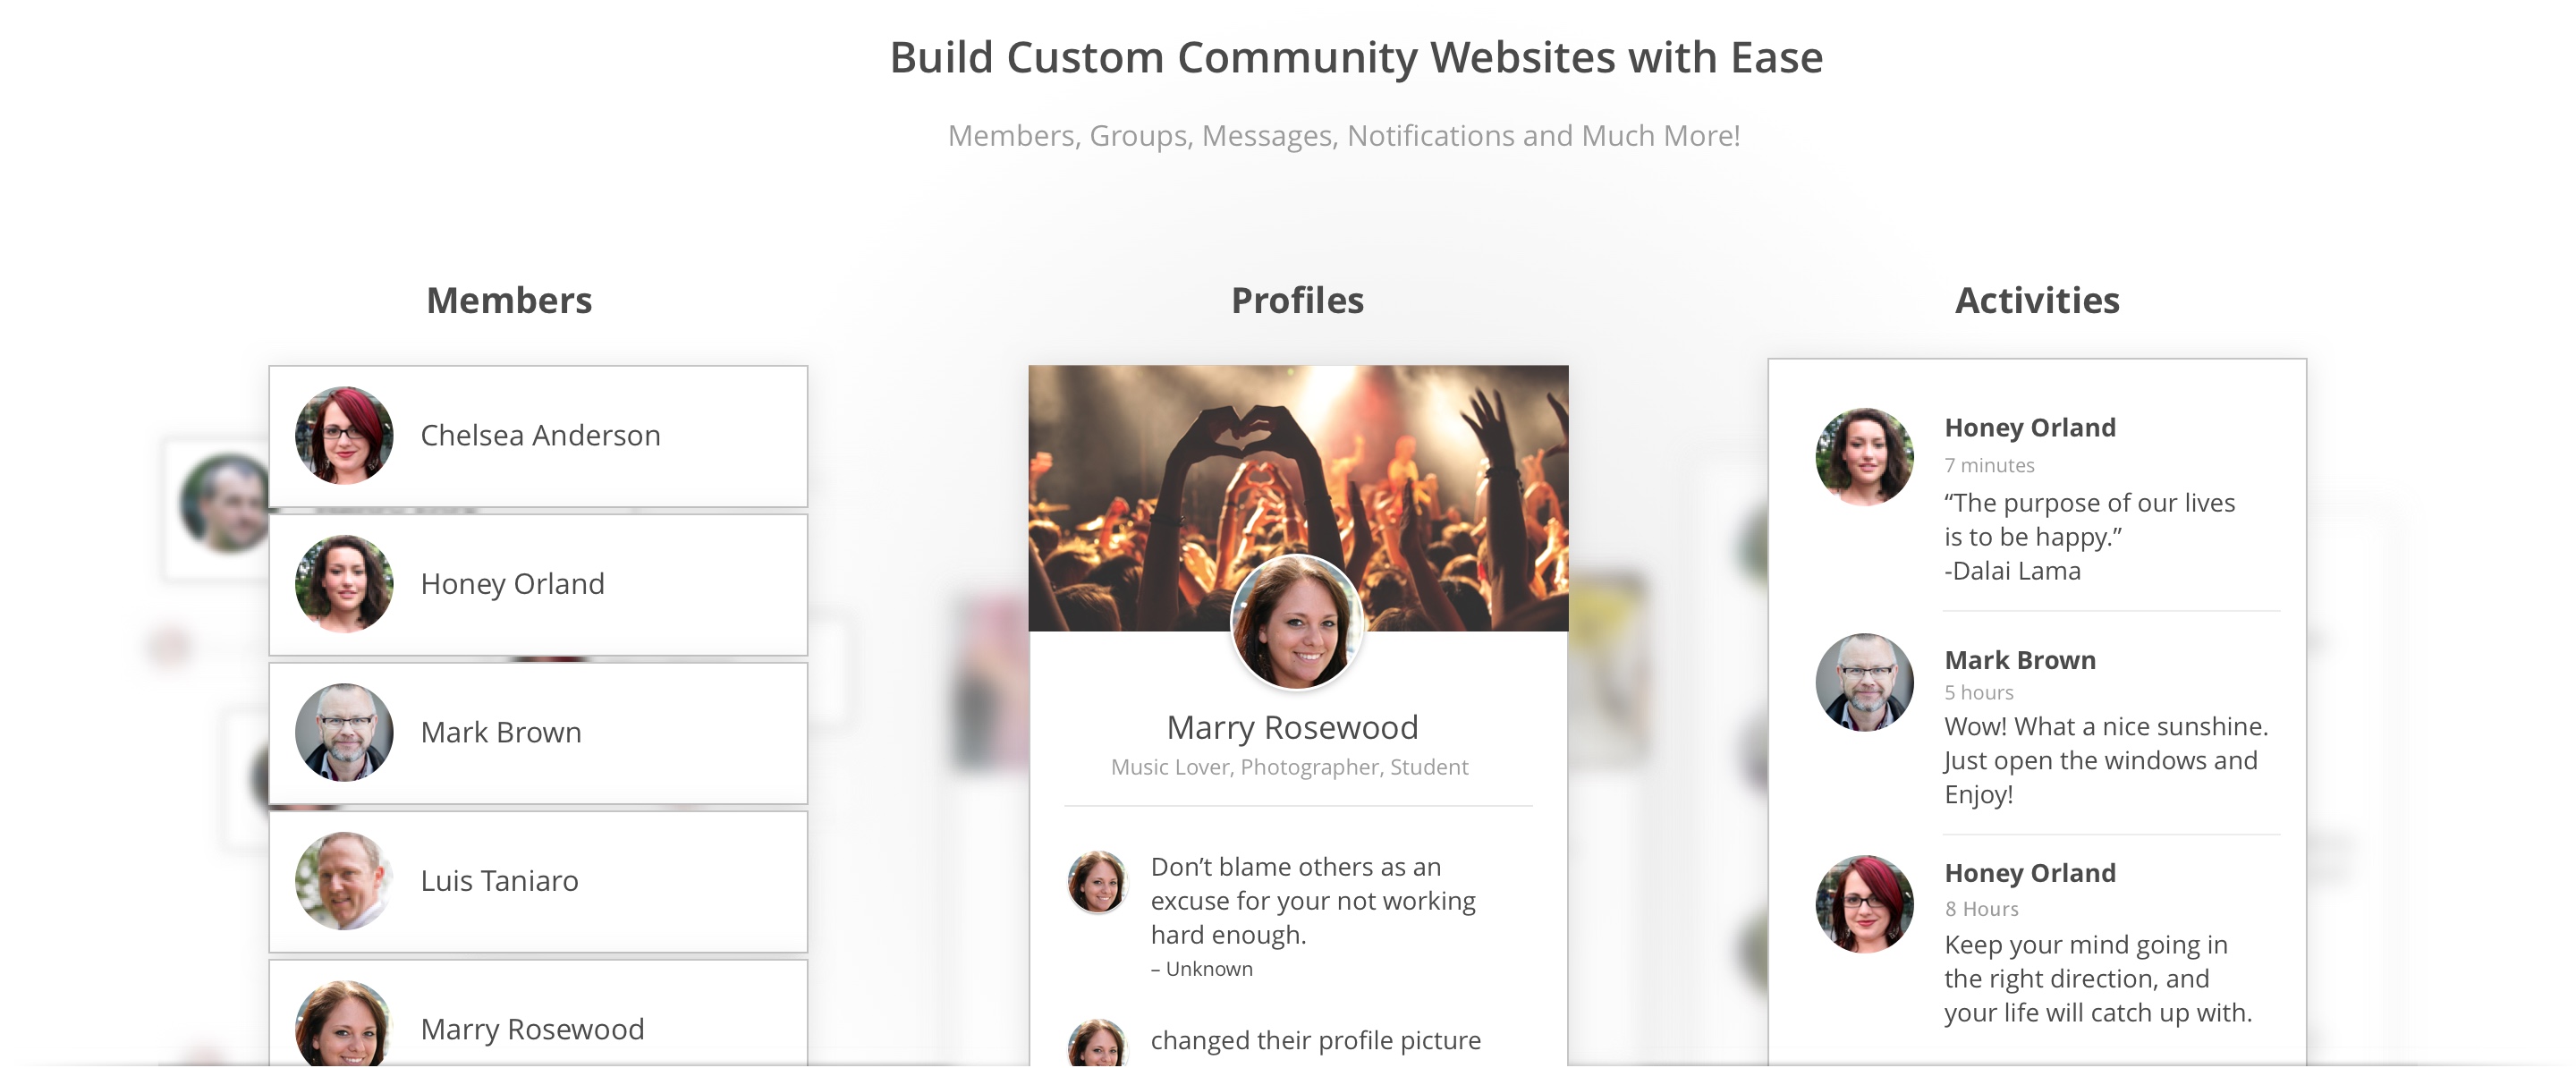 Build Custom Community Websites with Ease
Members, Groups, Messages, Notifications and Much More!
Members
Chelsea Anderson
Honey Orland
Mark Brown
Luis Taniaro
Marry Rosewood
Profiles
Marry Rosewood
Music Lover, Photographer, Student
Don’t blame others as an
excuse for your not working
hard enough.
– Unknown
changed their profile picture
Activities
Honey Orland
7 minutes
“The purpose of our lives
is to be happy.”
-Dalai Lama
Mark Brown
5 hours
Wow! What a nice sunshine.
Just open the windows and
Enjoy!
Honey Orland
8 Hours
Keep your mind going in
the right direction, and
your life will catch up with.